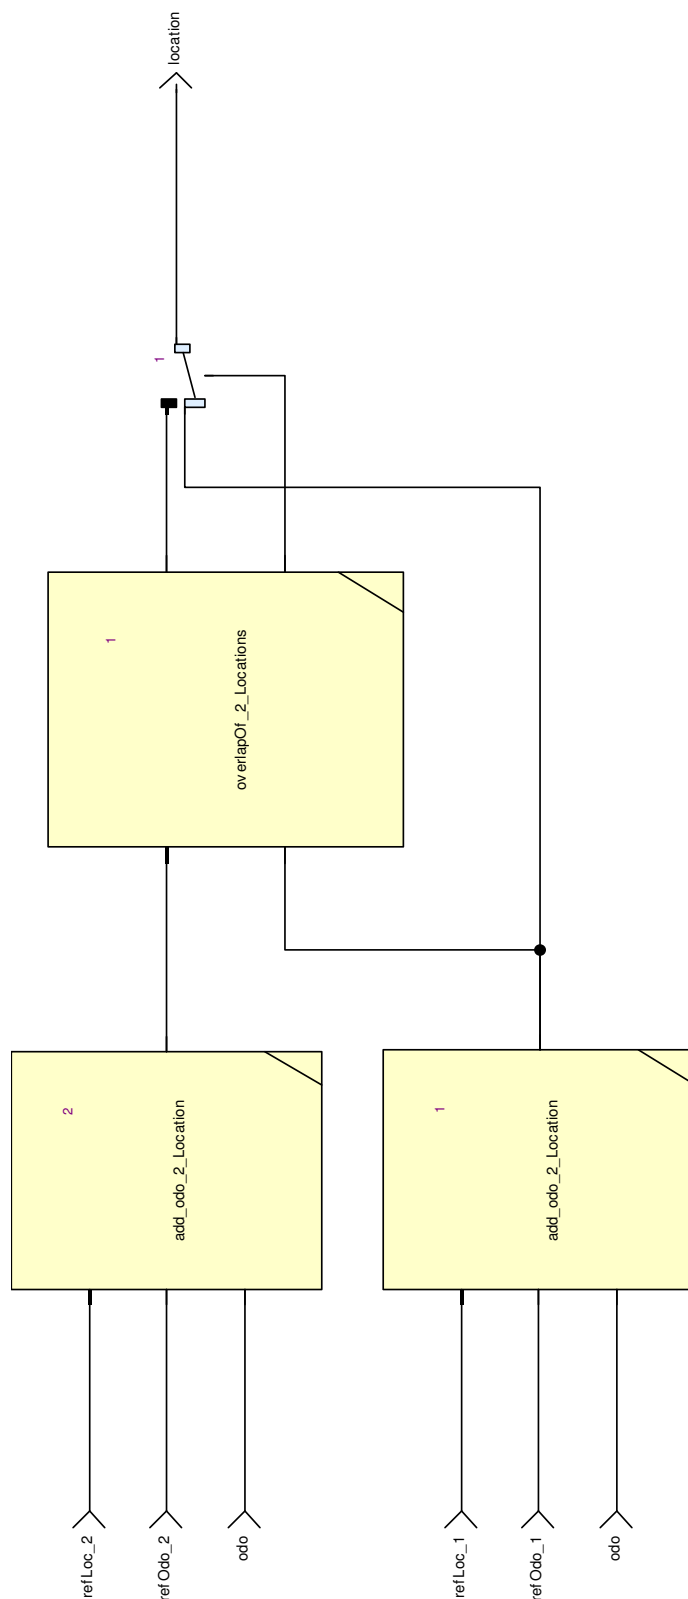 refLoc_2
refOdo_2
odo
2
add_odo_2_Location
refLoc_1
refOdo_1
odo
1
add_odo_2_Location
1
overlapOf_2_Locations
1
location